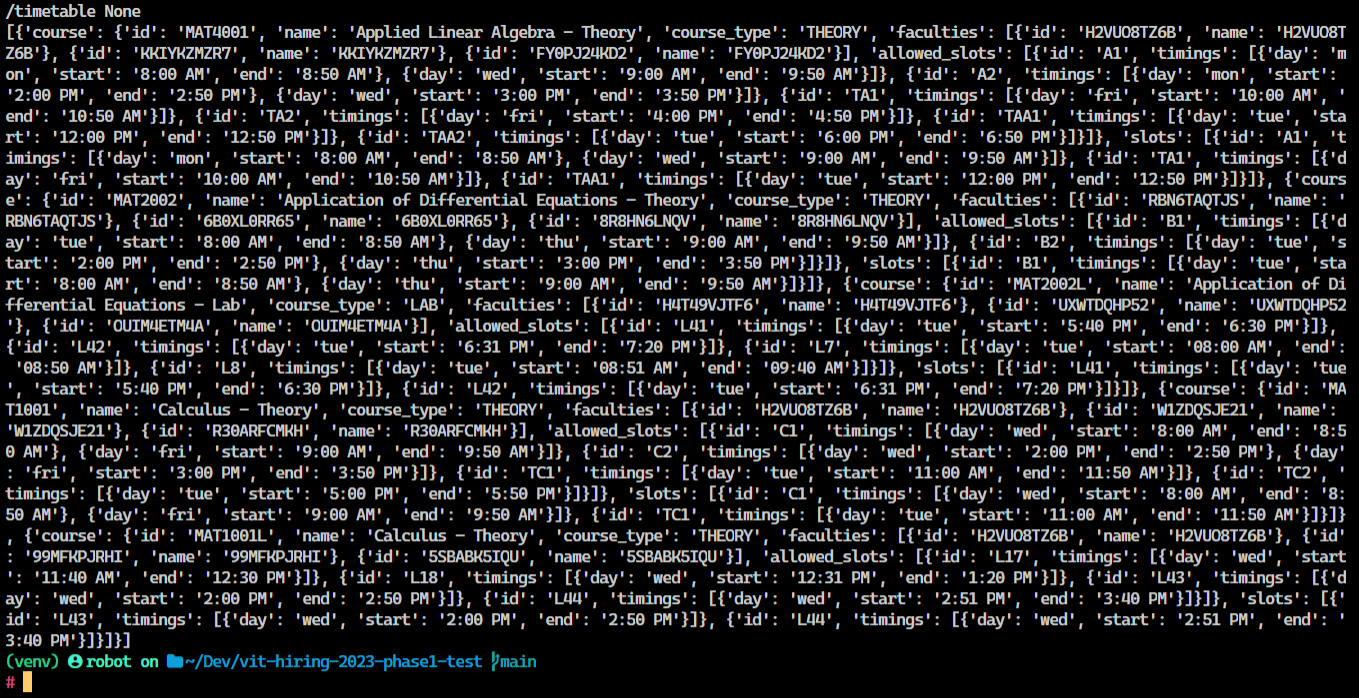 /timetable None
[{'course': {'id': 'MAT4001', 'name': 'Applied Linear Algebra - Theory', 'course_type': 'THEORY', 'faculties': [{'id': 'H2VUO8TZ6B', 'name': 'H2VUO8T
Z6B'}, {'id': 'KKIYKZMZR7', 'name': 'KKIYKZMZR7'}, {'id': 'FY0PJ24KD2', 'name': 'FY0PJ24KD2'}], 'allowed_slots': [{'id': 'A1', 'timings': [{'day': 'm
on', 'start': '8:00 AM', 'end': '8:50 AM'}, {'day': 'wed', 'start': '9:00 AM', 'end': '9:50 AM'}]}, {'id': 'A2', 'timings': [{'day': 'mon', 'start':
'2:00 PM', 'end': '2:50 PM'}, {'day': 'wed', 'start': '3:00 PM', 'end': '3:50 PM'}]}, {'id': 'TA1', 'timings': [{'day': 'fri', 'start': '10:00 AM', '
end': '10:50 AM'}]}, {'id': 'TA2', 'timings': [{'day': 'fri', 'start': '4:00 PM', 'end': '4:50 PM'}]}, {'id': 'TAA1', 'timings': [{'day': 'tue', 'sta
rt': '12:00 PM', 'end': '12:50 PM'}]}, {'id': 'TAA2', 'timings': [{'day': 'tue', 'start': '6:00 PM', 'end': '6:50 PM'}]}]}, 'slots': [{'id': 'A1', 't
imings': [{'day': 'mon', 'start': '8:00 AM', 'end': '8:50 AM'}, {'day': 'wed', 'start': '9:00 AM', 'end': '9:50 AM'}]}, {'id': 'TA1', 'timings': [{'d
ay': 'fri', 'start': '10:00 AM', 'end': '10:50 AM'}]}, {'id': 'TAA1', 'timings': [{'day': 'tue', 'start': '12:00 PM', 'end': '12:50 PM'}]}]}, {'cours
e': {'id': 'MAT2002', 'name': 'Application of Differential Equations - Theory', 'course_type': 'THEORY', 'faculties': [{'id': 'RBN6TAQTJS', 'name': '
RBN6TAQTJS'}, {'id': '6B0XL0RR65', 'name': '6B0XL0RR65'}, {'id': '8R8HN6LNQV', 'name': '8R8HN6LNQV'}], 'allowed_slots': [{'id': 'B1', 'timings': [{'d
ay': 'tue', 'start': '8:00 AM', 'end': '8:50 AM'}, {'day': 'thu', 'start': '9:00 AM', 'end': '9:50 AM'}]}, {'id': 'B2', 'timings': [{'day': 'tue', 's
tart': '2:00 PM', 'end': '2:50 PM'}, {'day': 'thu', 'start': '3:00 PM', 'end': '3:50 PM'}]}]}, 'slots': [{'id': 'B1', 'timings': [{'day': 'tue', 'sta
rt': '8:00 AM', 'end': '8:50 AM'}, {'day': 'thu', 'start': '9:00 AM', 'end': '9:50 AM'}]}]}, {'course': {'id': 'MAT2002L', 'name': 'Application of Di
fferential Equations - Lab', 'course_type': 'LAB', 'faculties': [{'id': 'H4T49VJTF6', 'name': 'H4T49VJTF6'}, {'id': 'UXWTDQHP52', 'name': 'UXWTDQHP52
'}, {'id': 'OUIM4ETM4A', 'name': 'OUIM4ETM4A'}], 'allowed_slots': [{'id': 'L41', 'timings': [{'day': 'tue', 'start': '5:40 PM', 'end': '6:30 PM'}]},
{'id': 'L42', 'timings': [{'day': 'tue', 'start': '6:31 PM', 'end': '7:20 PM'}]}, {'id': 'L7', 'timings': [{'day': 'tue', 'start': '08:00 AM', 'end':
'08:50 AM'}]}, {'id': 'L8', 'timings': [{'day': 'tue', 'start': '08:51 AM', 'end': '09:40 AM'}]}]}, 'slots': [{'id': 'L41', 'timings': [{'day': 'tue
', 'start': '5:40 PM', 'end': '6:30 PM'}]}, {'id': 'L42', 'timings': [{'day': 'tue', 'start': '6:31 PM', 'end': '7:20 PM'}]}]}, {'course': {'id': 'MA
T1001', 'name': 'Calculus - Theory', 'course_type': 'THEORY', 'faculties': [{'id': 'H2VUO8TZ6B', 'name': 'H2VUO8TZ6B'}, {'id': 'W1ZDQSJE21', 'name':
'W1ZDQSJE21'}, {'id': 'R30ARFCMKH', 'name': 'R30ARFCMKH'}], 'allowed_slots': [{'id': 'C1', 'timings': [{'day': 'wed', 'start': '8:00 AM', 'end': '8:5
0 AM'}, {'day': 'fri', 'start': '9:00 AM', 'end': '9:50 AM'}]}, {'id': 'C2', 'timings': [{'day': 'wed', 'start': '2:00 PM', 'end': '2:50 PM'}, {'day'
: 'fri', 'start': '3:00 PM', 'end': '3:50 PM'}]}, {'id': 'TC1', 'timings': [{'day': 'tue', 'start': '11:00 AM', 'end': '11:50 AM'}]}, {'id': 'TC2', '
timings': [{'day': 'tue', 'start': '5:00 PM', 'end': '5:50 PM'}]}]}, 'slots': [{'id': 'C1', 'timings': [{'day': 'wed', 'start': '8:00 AM', 'end': '8:
50 AM'}, {'day': 'fri', 'start': '9:00 AM', 'end': '9:50 AM'}]}, {'id': 'TC1', 'timings': [{'day': 'tue', 'start': '11:00 AM', 'end': '11:50 AM'}]}]}
, {'course': {'id': 'MAT1001L', 'name': 'Calculus - Theory', 'course_type': 'THEORY', 'faculties': [{'id': 'H2VUO8TZ6B', 'name': 'H2VUO8TZ6B'}, {'id'
: '99MFKPJRHI', 'name': '99MFKPJRHI'}, {'id': '5SBABK5IQU', 'name': '5SBABK5IQU'}], 'allowed_slots': [{'id': 'L17', 'timings': [{'day': 'wed', 'start
': '11:40 AM', 'end': '12:30 PM'}]}, {'id': 'L18', 'timings': [{'day': 'wed', 'start': '12:31 PM', 'end': '1:20 PM'}]}, {'id': 'L43', 'timings': [{'d
ay': 'wed', 'start': '2:00 PM', 'end': '2:50 PM'}]}, {'id': 'L44', 'timings': [{'day': 'wed', 'start': '2:51 PM', 'end': '3:40 PM'}]}]}, 'slots': [{'
id': 'L43', 'timings': [{'day': 'wed', 'start': '2:00 PM', 'end': '2:50 PM'}]}, {'id': 'L44', 'timings': [{'day': 'wed', 'start': '2:51 PM', 'end': '
3:40 PM'}]}]}]
(venv) robot on ~/Dev/vit-hiring-2023-phase1-test main
#